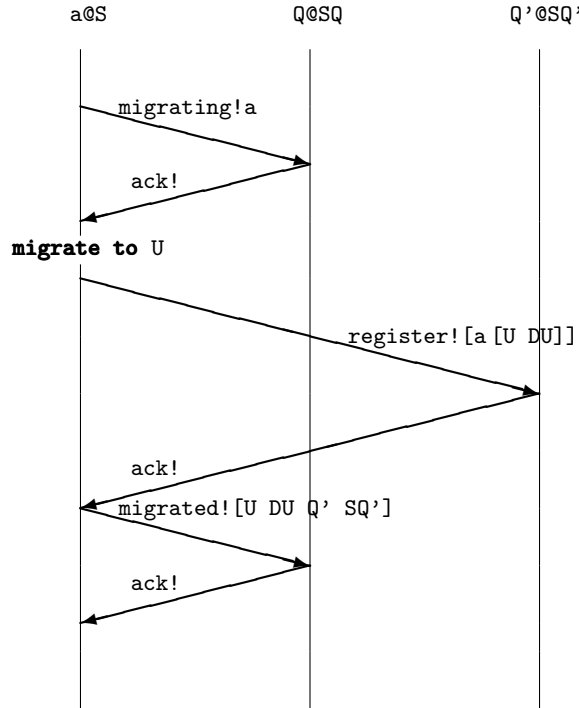 a@S Q@SQ Q'@SQ'
migrating!a
ack!
migrate to U
register![a [U DU]]
ack!
migrated![U DU Q' SQ']
ack!